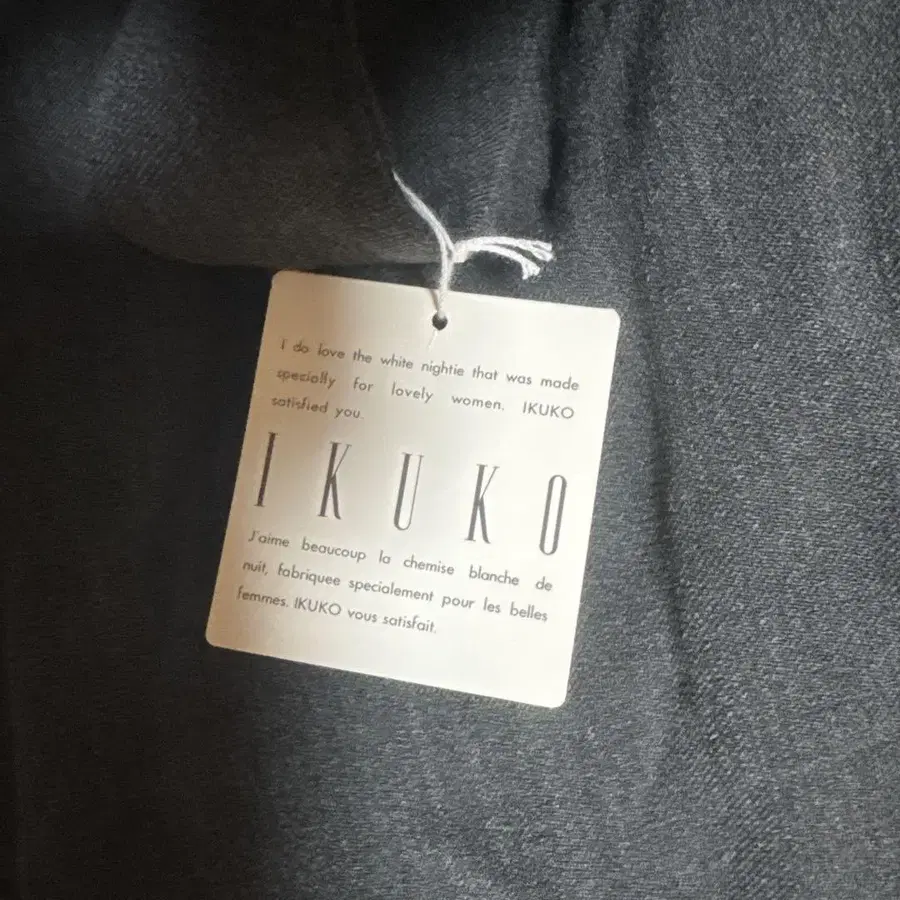 I do love the white nightie that was made
specially for lovely women. IKUKO
satisfied you.
IKUKO
J'aime beaucoup la chemise blanche de
nuit, fabriquee specialement pour les belles
femmes. IKUKO vous satisfait.